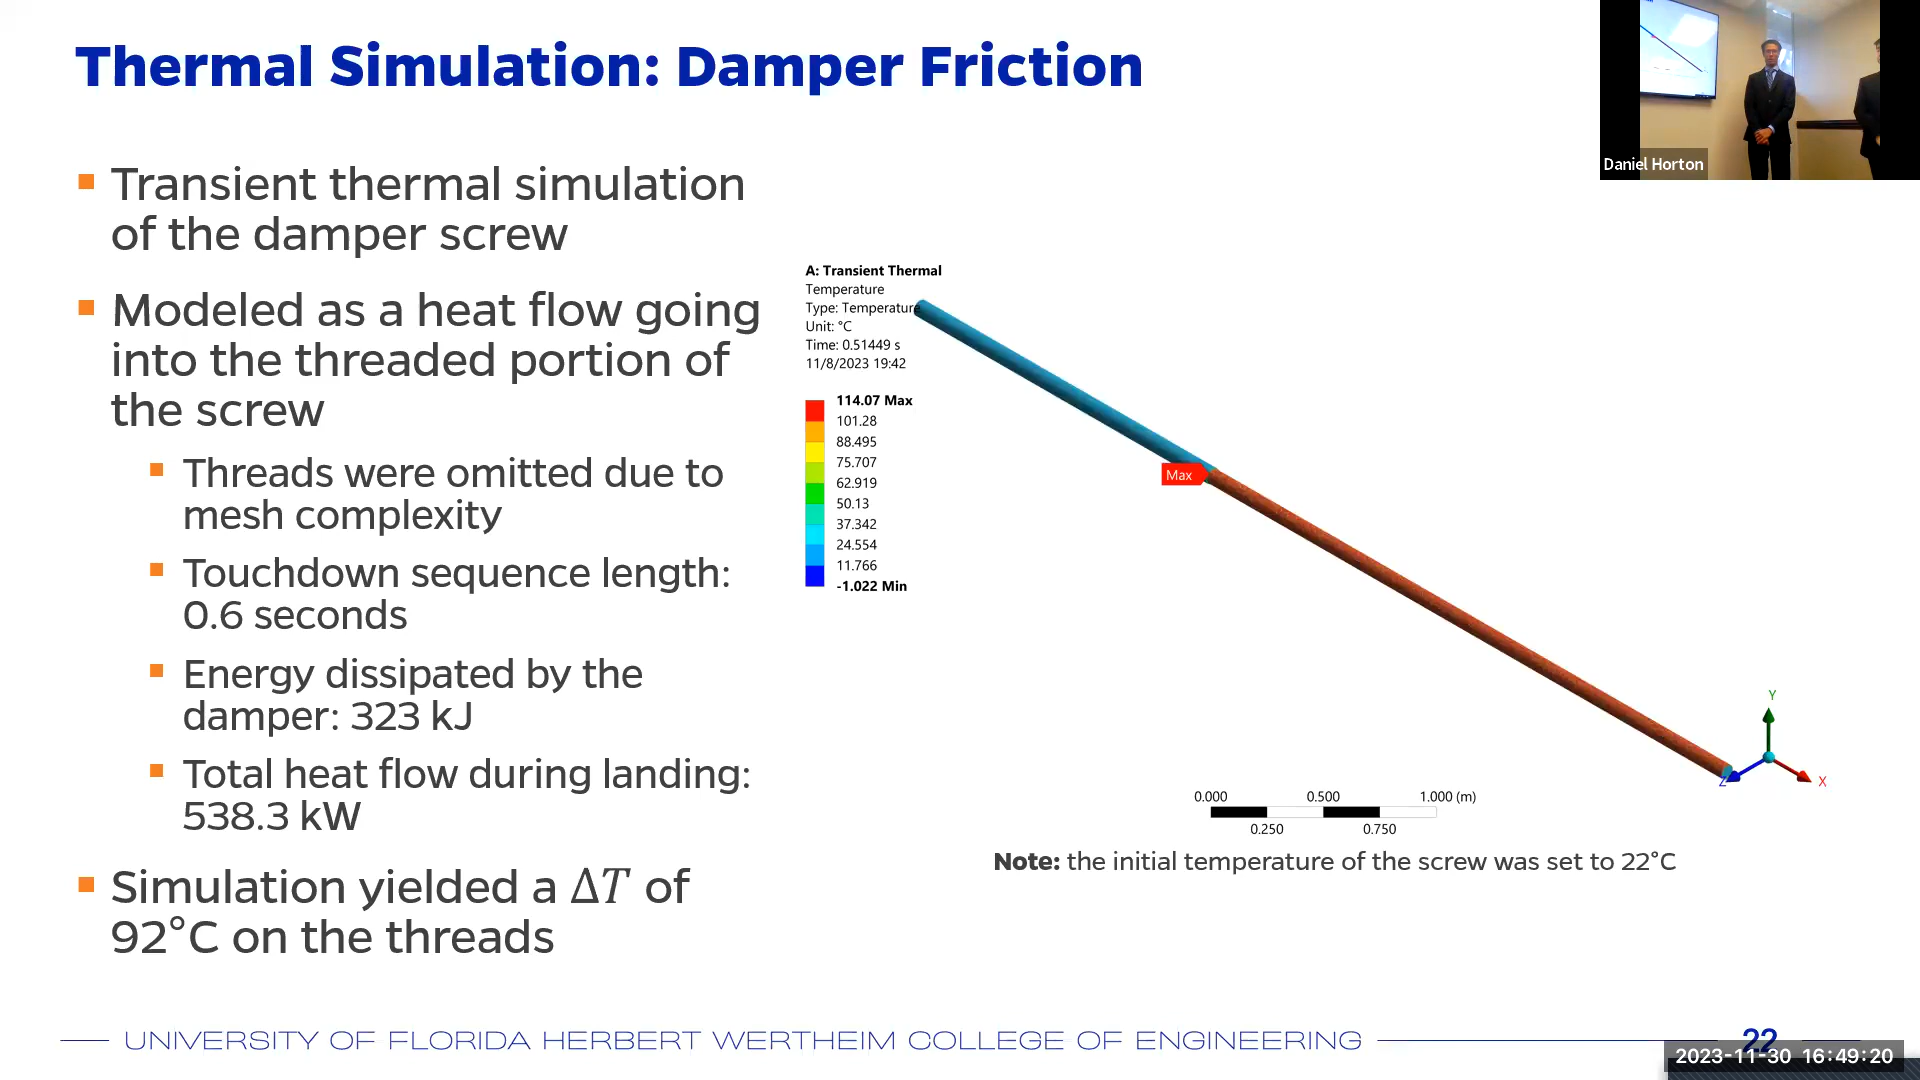 Thermal Simulation: Damper Friction
Daniel Horton
Transient thermal simulation
of the damper screw
Modeled as a heat flow going
into the threaded portion of
the screw
Threads were omitted due to
mesh complexity
Touchdown sequence length:
0.6 seconds
Energy dissipated by the
damper: 323 kJ
Total heat flow during landing:
538.3 kW
Simulation yielded a ΔT of
92°C on the threads
A: Transient Thermal
Temperature
Type: Temperature
Unit: °C
Time: 0.51449 s
11/8/2023 19:42
114.07 Max
101.28
88.495
75.707
62.919
50.13
37.342
24.554
11.766
-1.022 Min
Max
Y
X
Z
0.000 0.500 1.000 (m)
0.250 0.750
Note: the initial temperature of the screw was set to 22°C
UNIVERSITY OF FLORIDA HERBERT WERTHEIM COLLEGE OF ENGINEERING
22
2023-11-30 16:49:20